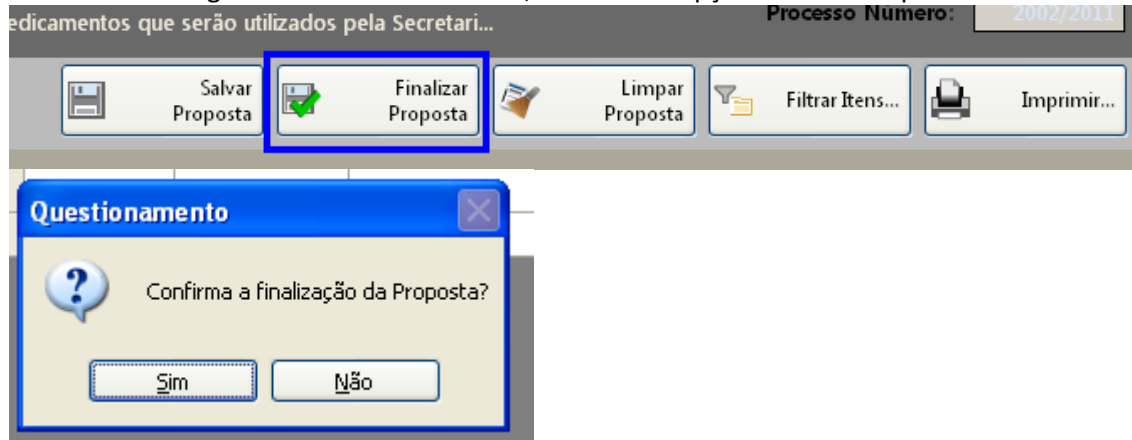 edicamentos que serão utilizados pela Secretari...
Processo Número: 2002/2011
Salvar
Proposta
Finalizar
Proposta
Limpar
Proposta
Filtrar Itens...
Imprimir...
Questionamento
Confirma a finalização da Proposta?
Sim
Não